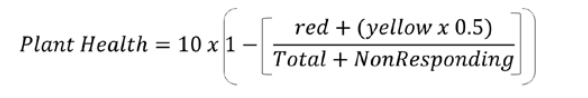 Plant Health = 10 x (1 − [red + (yellow x 0.5) / Total + NonResponding])